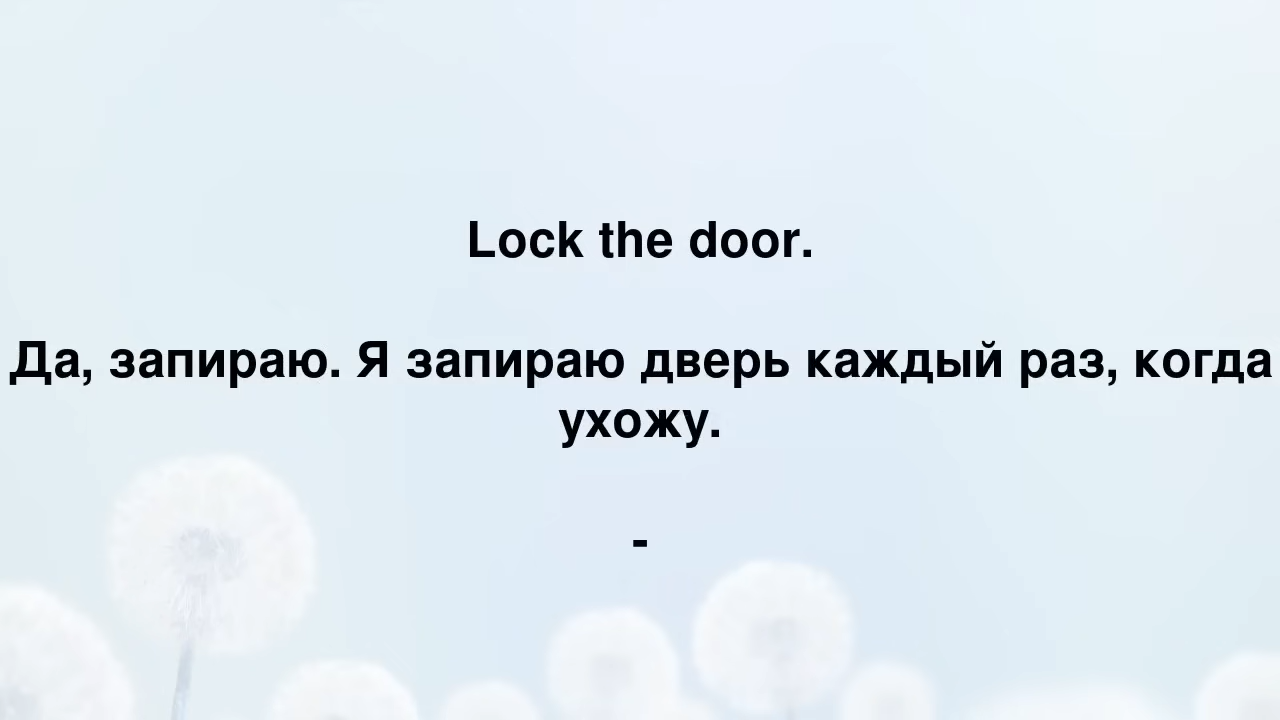 Lock the door.
Да, запираю. Я запираю дверь каждый раз, когда
ухожу.
-